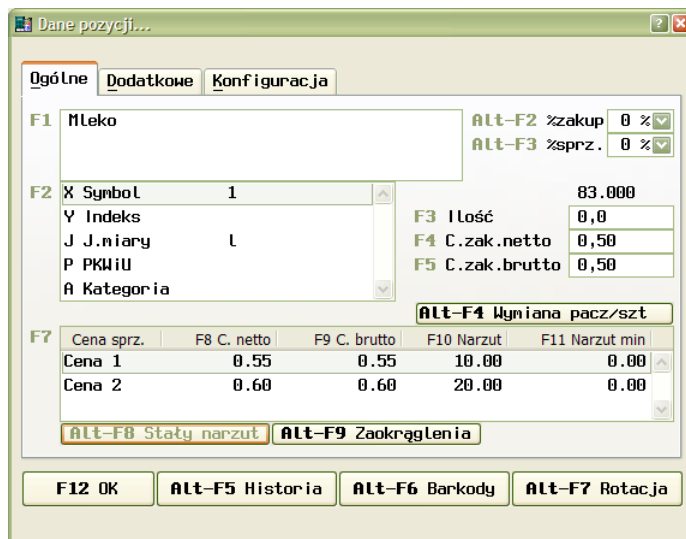 Dane pozycji...
Ogólne Dodatkowe Konfiguracja
F1 Mleko Alt-F2 %zakup 0 %
Alt-F3 %sprz. 0 %
F2 X Symbol 1 83.000
Y Indeks F3 Ilość 0,0
J J.miary l F4 C.zak.netto 0,50
P PKWiU F5 C.zak.brutto 0,50
A Kategoria
Alt-F4 Wymiana pacz/szt
F7 Cena sprz. F8 C. netto F9 C. brutto F10 Narzut F11 Narzut min
Cena 1 0.55 0.55 10.00 0.00
Cena 2 0.60 0.60 20.00 0.00
Alt-F8 Stały narzut Alt-F9 Zaokrąglenia
F12 OK Alt-F5 Historia Alt-F6 Barkody Alt-F7 Rotacja